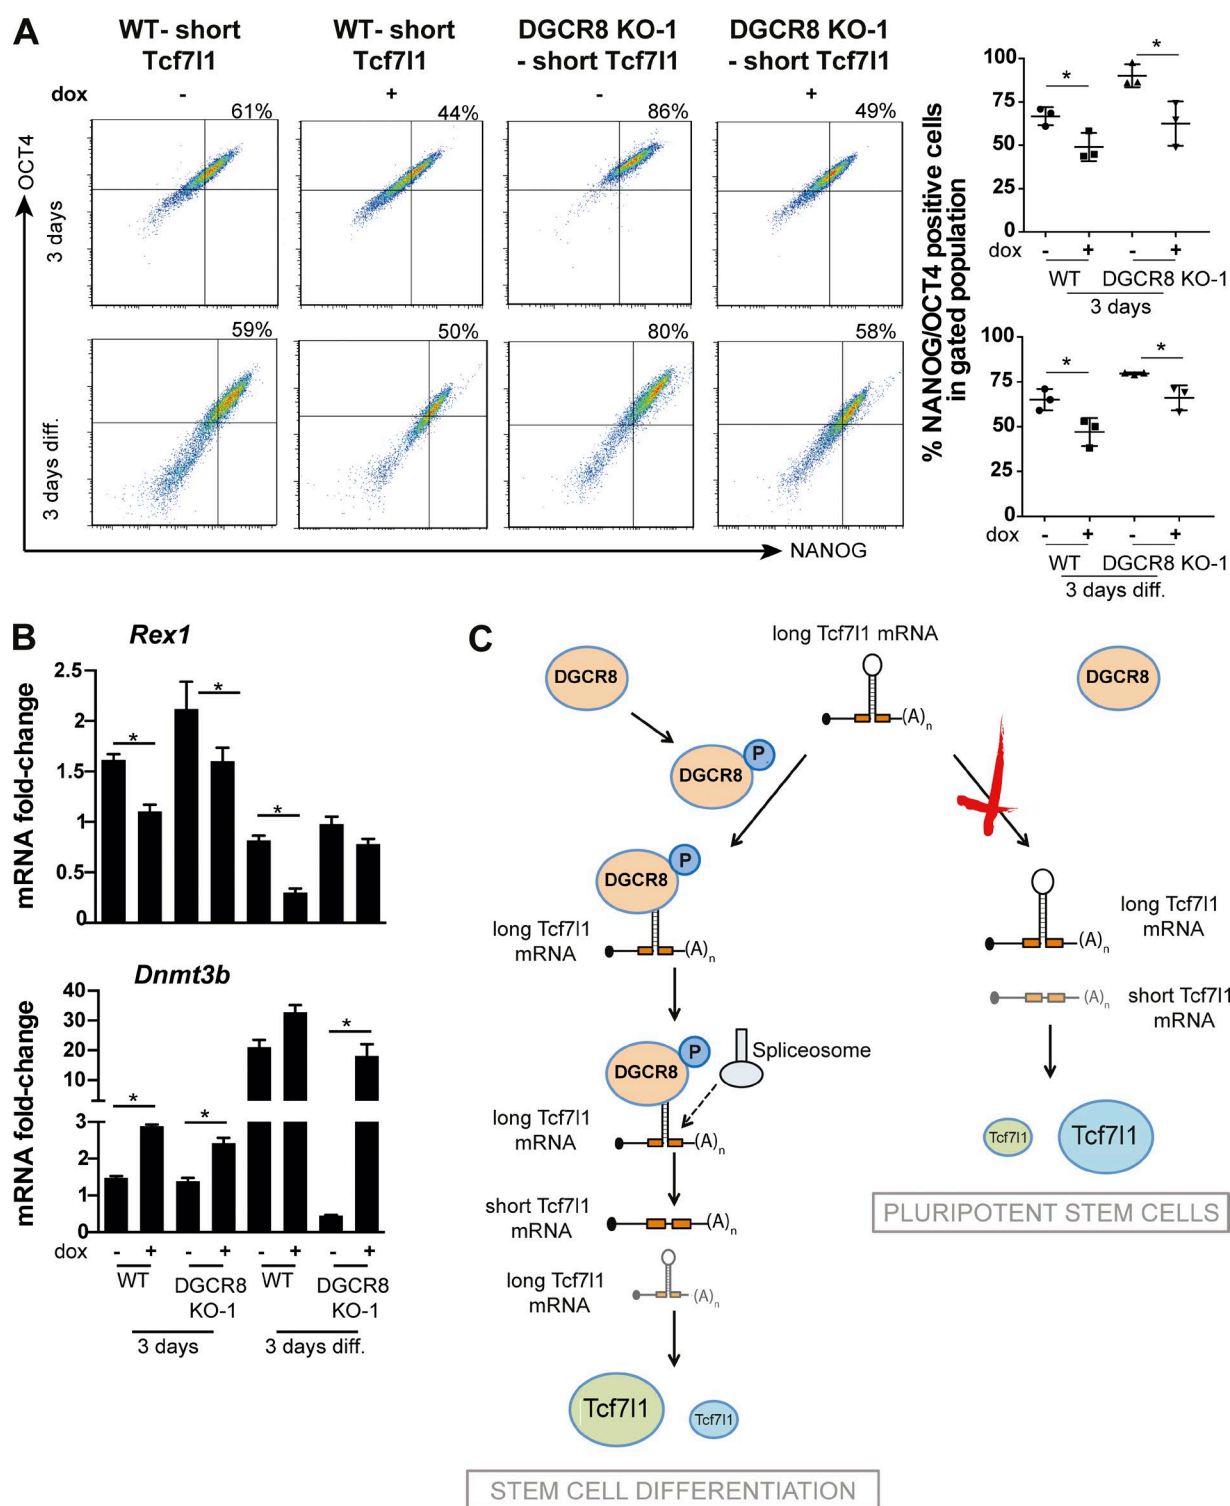 A
WT- short
Tcf7l1
WT- short
Tcf7l1
DGCR8 KO-1
- short Tcf7l1
DGCR8 KO-1
- short Tcf7l1
dox - + - +
61% 44% 86% 49%
OCT4
3 days
59% 50% 80% 58%
3 days diff.
NANOG
% NANOG/OCT4 positive cells
in gated population
100
75
50
25
0
* *
dox - + - +
WT DGCR8 KO-1
3 days
100
75
50
25
0
* *
dox - + - +
WT DGCR8 KO-1
3 days diff.
B
Rex1
mRNA fold-change
2.5
2
1.5
1
0.5
0
* * *
Dnmt3b
mRNA fold-change
40
30
20
10
3
2
1
0
* * *
dox - + - + - + - +
WT DGCR8 WT DGCR8
KO-1 KO-1
3 days 3 days diff.
C
long Tcf7l1 mRNA
DGCR8
DGCR8
(A)n
P
DGCR8
P
DGCR8
long Tcf7l1
mRNA
(A)n
long Tcf7l1
mRNA
(A)n
short Tcf7l1
mRNA
(A)n
P
DGCR8
Spliceosome
long Tcf7l1
mRNA
(A)n
Tcf7l1
Tcf7l1
PLURIPOTENT STEM CELLS
short Tcf7l1
mRNA
(A)n
long Tcf7l1
mRNA
(A)n
Tcf7l1
Tcf7l1
STEM CELL DIFFERENTIATION